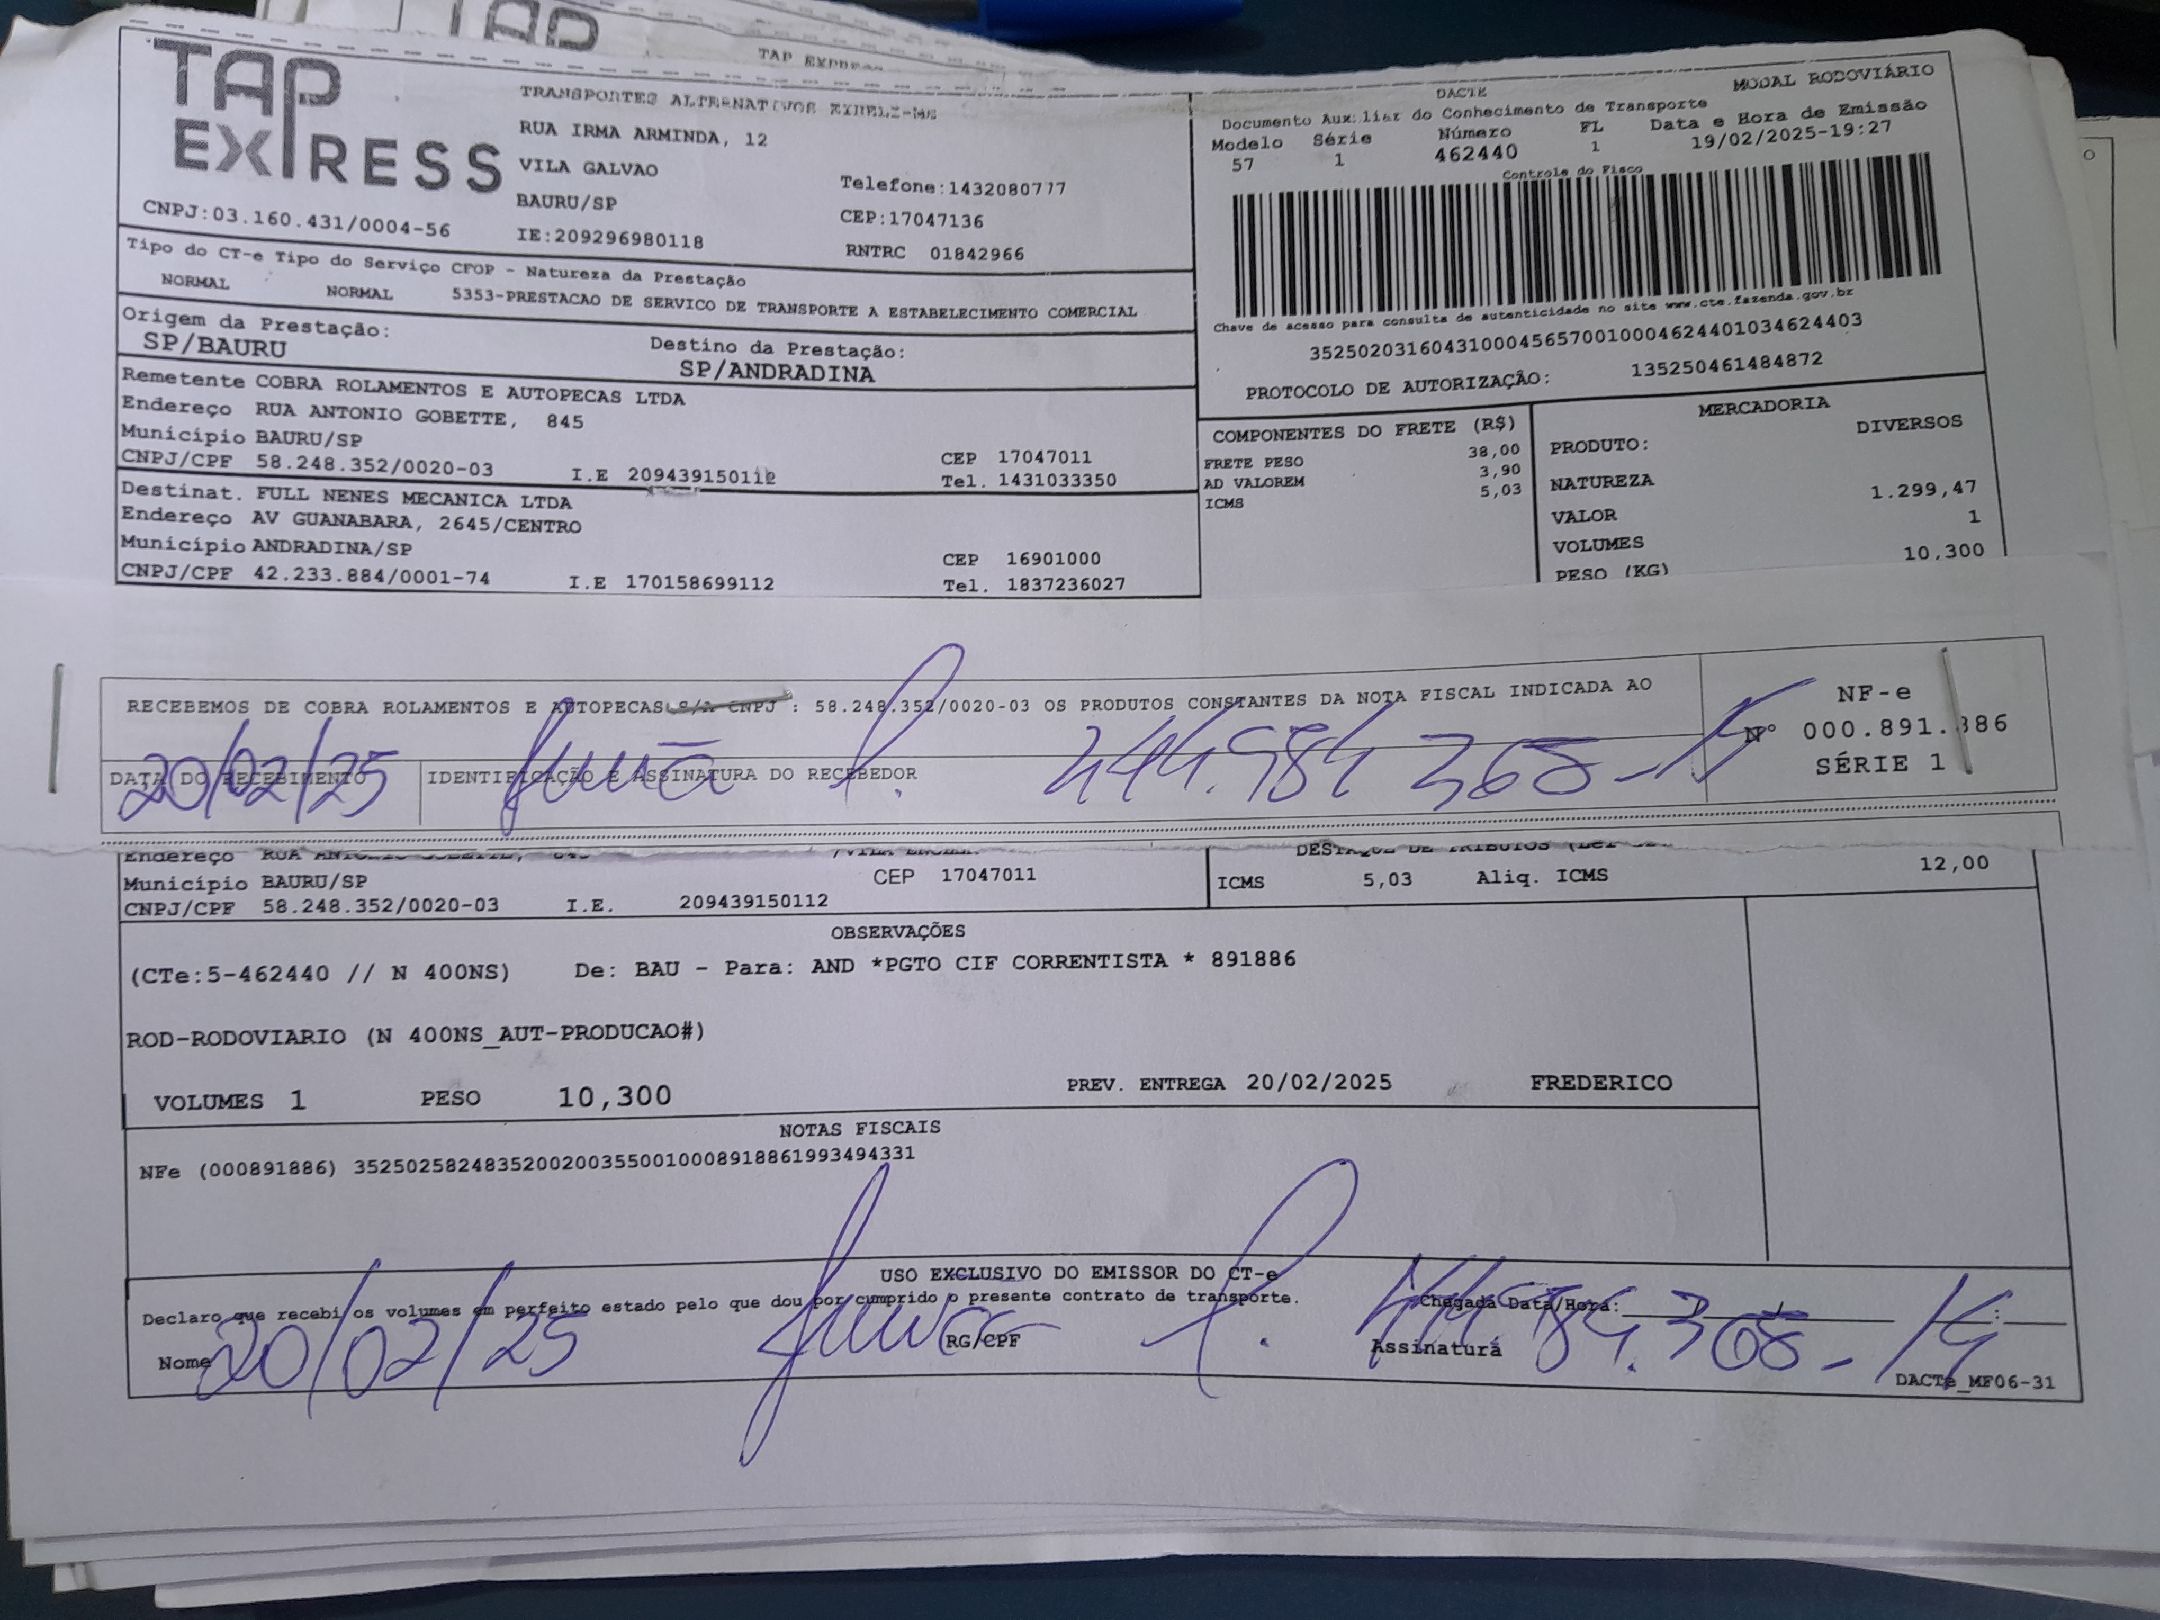 TAP EXPRESS
TRANSPORTES ALTERNATIVOS EIRELI-ME
RUA IRMA ARMINDA, 12
VILA GALVAO
Telefone:1432080777
BAURU/SP
CEP:17047136
CNPJ:03.160.431/0004-56
IE:209296980118
RNTRC 01842966
DACTE
MODAL RODOVIÁRIO
Documento Auxiliar do Conhecimento de Transporte
Modelo Série Número FL Data e Hora de Emissão
57 1 462440 1 19/02/2025-19:27
Controle do Fisco
Chave de acesso para consulta de autenticidade no site www.cte.fazenda.gov.br
35250203160431000456570010004624401034624403
PROTOCOLO DE AUTORIZAÇÃO: 135250461484872
Tipo do CT-e Tipo do Serviço CFOP - Natureza da Prestação
NORMAL NORMAL 5353-PRESTACAO DE SERVICO DE TRANSPORTE A ESTABELECIMENTO COMERCIAL
Origem da Prestação:
SP/BAURU
Destino da Prestação:
SP/ANDRADINA
Remetente COBRA ROLAMENTOS E AUTOPECAS LTDA
Endereço RUA ANTONIO GOBETTE, 845
Município BAURU/SP
CEP 17047011
CNPJ/CPF 58.248.352/0020-03 I.E 209439150112 Tel. 1431033350
Destinat. FULL NENES MECANICA LTDA
Endereço AV GUANABARA, 2645/CENTRO
Município ANDRADINA/SP
CEP 16901000
CNPJ/CPF 42.233.884/0001-74 I.E 170158699112 Tel. 1837236027
COMPONENTES DO FRETE (R$)
FRETE PESO 38,00
AD VALOREM 3,90
ICMS 5,03
MERCADORIA
PRODUTO: DIVERSOS
NATUREZA
VALOR 1.299,47
VOLUMES 1
PESO (KG) 10,300
RECEBEMOS DE COBRA ROLAMENTOS E AUTOPECAS S/A CNPJ : 58.248.352/0020-03 OS PRODUTOS CONSTANTES DA NOTA FISCAL INDICADA AO
NF-e
Nº 000.891.886
SÉRIE 1
DATA DO RECEBIMENTO
IDENTIFICAÇÃO E ASSINATURA DO RECEBEDOR
20/02/25
Endereço
Município BAURU/SP
CEP 17047011
CNPJ/CPF 58.248.352/0020-03 I.E. 209439150112
ICMS 5,03 Aliq. ICMS 12,00
OBSERVAÇÕES
(CTe:5-462440 // N 400NS) De: BAU - Para: AND *PGTO CIF CORRENTISTA * 891886
ROD-RODOVIARIO (N 400NS_AUT-PRODUCAO#)
VOLUMES 1 PESO 10,300 PREV. ENTREGA 20/02/2025 FREDERICO
NOTAS FISCAIS
NFe (000891886) 35250258248352002003550010008918861993494331
USO EXCLUSIVO DO EMISSOR DO CT-e
Declaro que recebi os volumes em perfeito estado pelo que dou por cumprido o presente contrato de transporte.
Chegada Data/Hora:
Nome RG/CPF Assinatura
20/02/25
DACTe_MF06-31